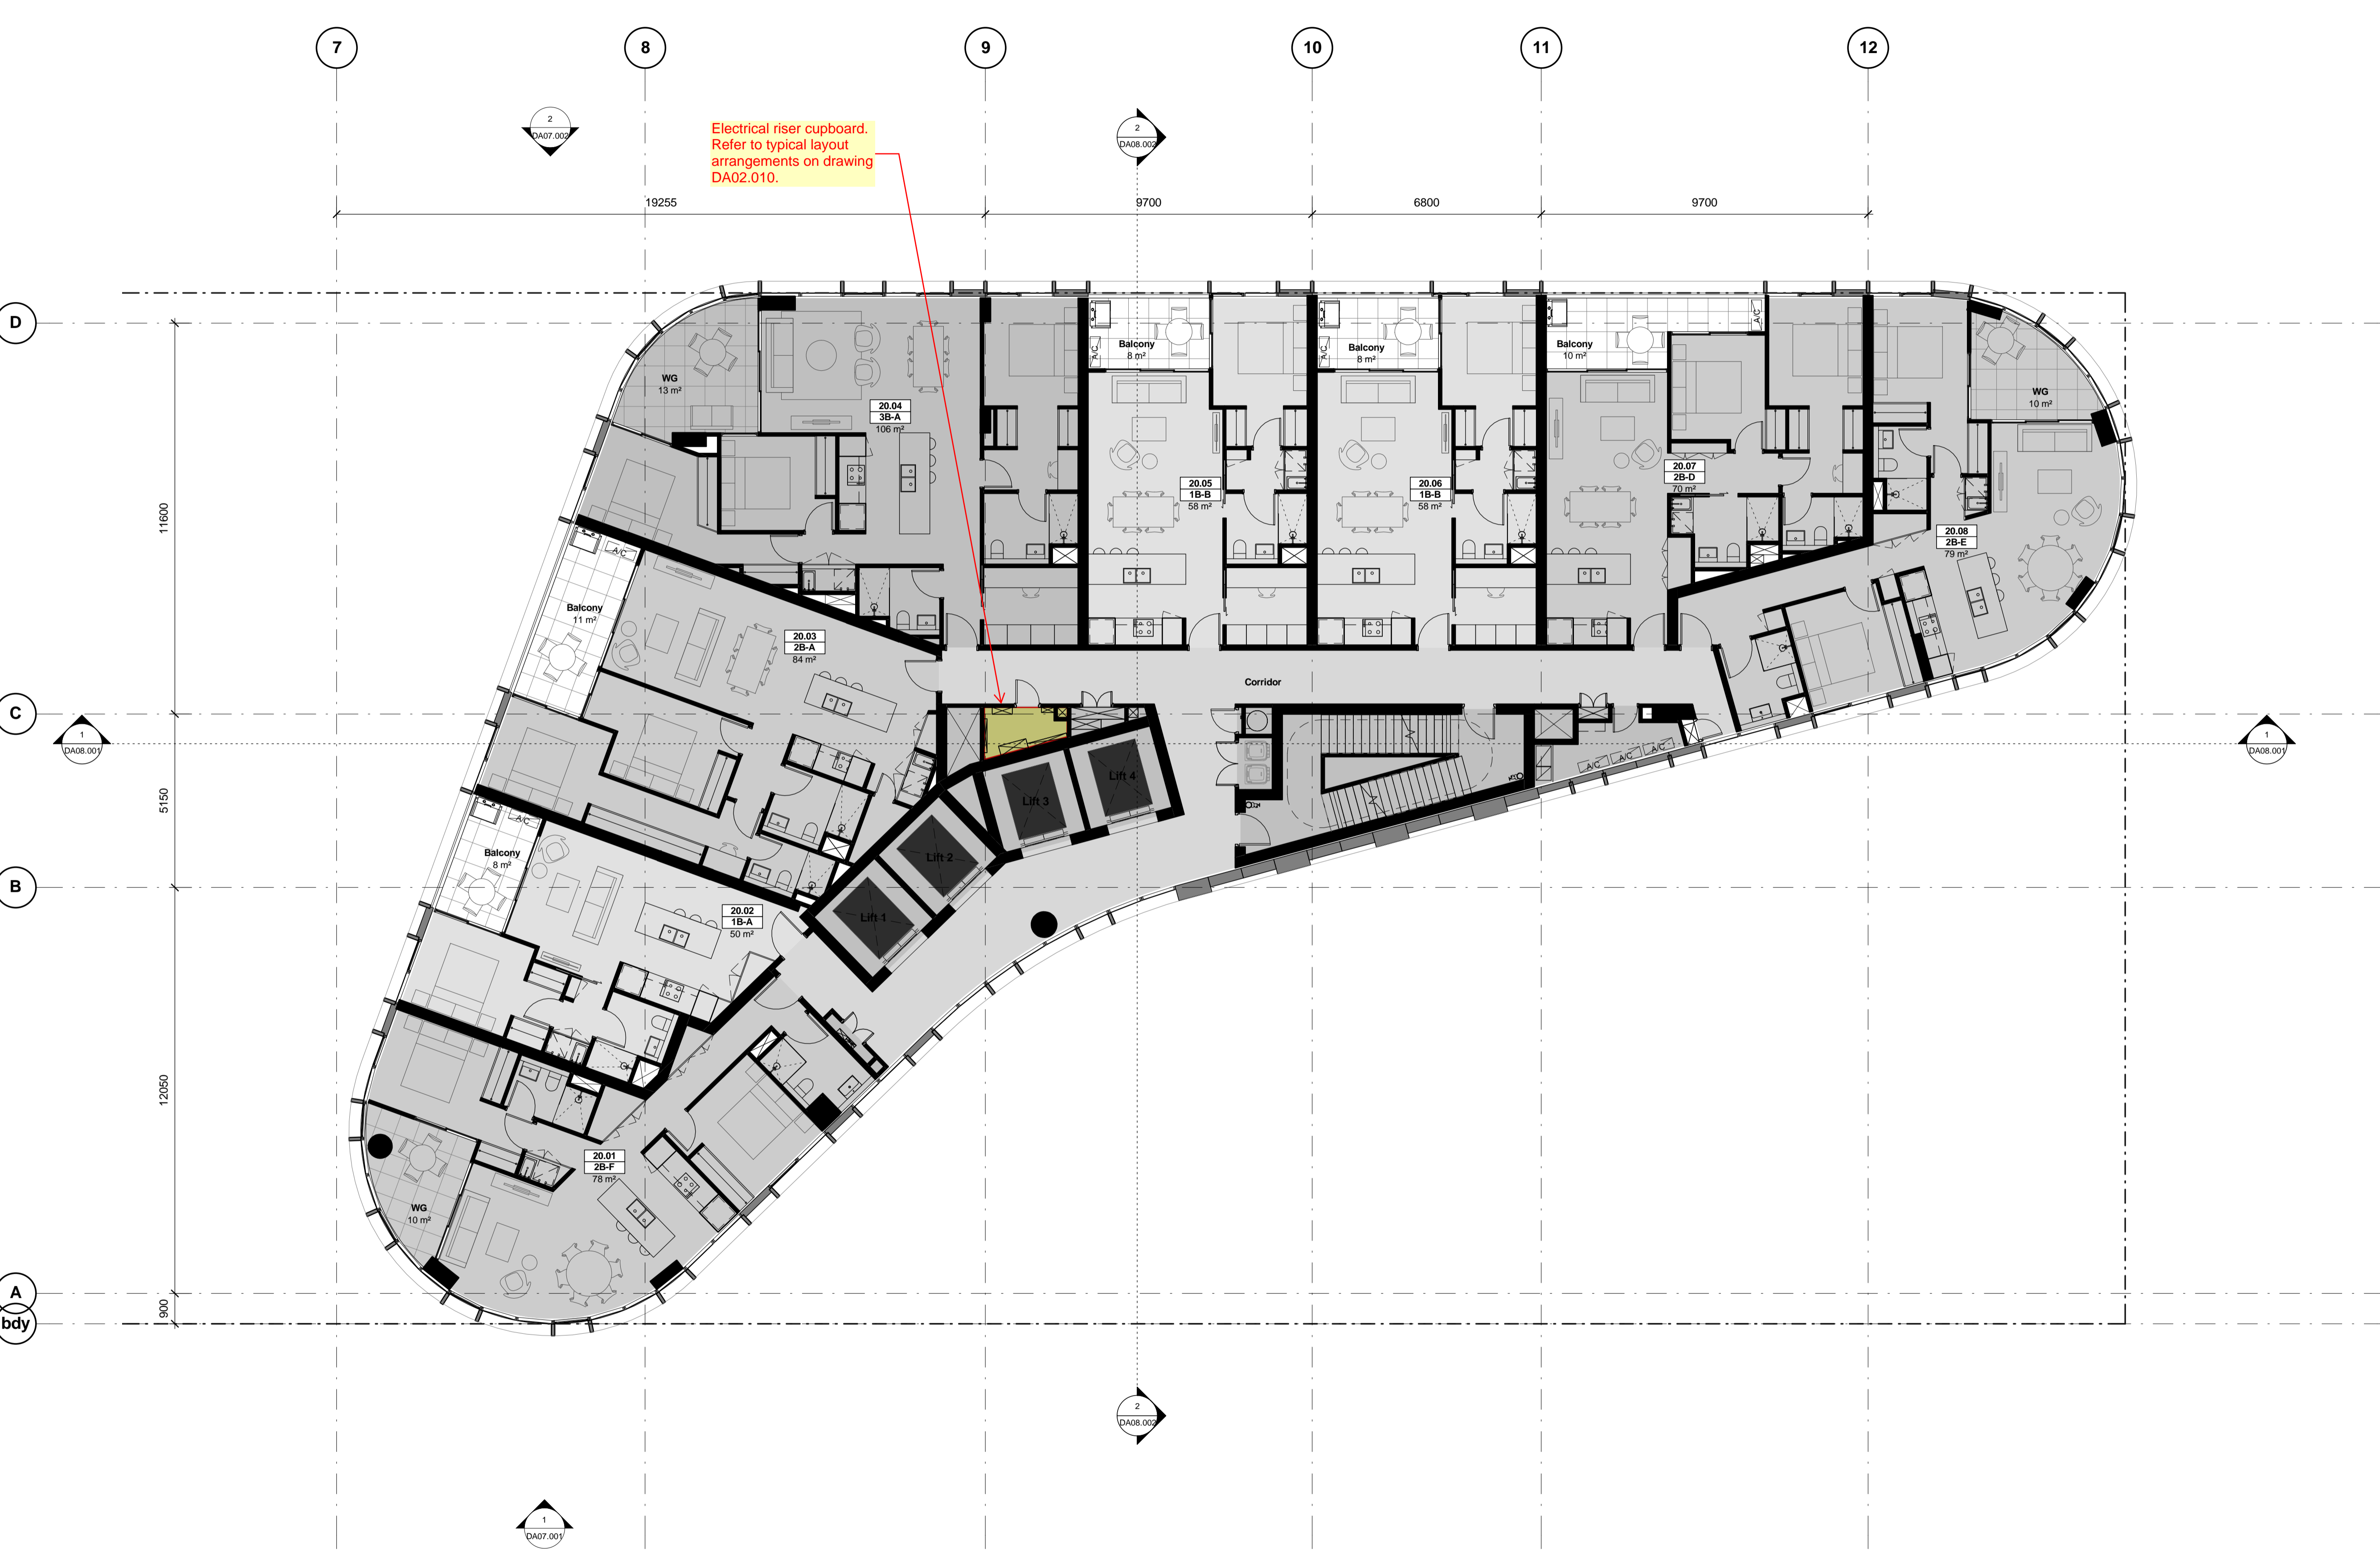 7
8
9
10
11
12
2
DA07.002
Electrical riser cupboard.
Refer to typical layout
arrangements on drawing
DA02.010.
2
DA08.002
19255
9700
6800
9700
D
C
B
A
bdy
11600
5150
12050
900
WG
13 m²
20.04
3B-A
106 m²
A/C
Balcony
8 m²
20.05
1B-B
58 m²
A/C
Balcony
8 m²
20.06
1B-B
58 m²
A/C
Balcony
10 m²
20.07
2B-D
70 m²
WG
10 m²
20.08
2B-E
79 m²
A/C
Balcony
11 m²
20.03
2B-A
84 m²
Corridor
1
DA08.001
1
DA08.001
A/C
A/C
A/C
Lift 4
Lift 3
Lift 2
Lift 1
A/C
Balcony
8 m²
20.02
1B-A
50 m²
20.01
2B-F
78 m²
WG
10 m²
2
DA08.002
1
DA07.001